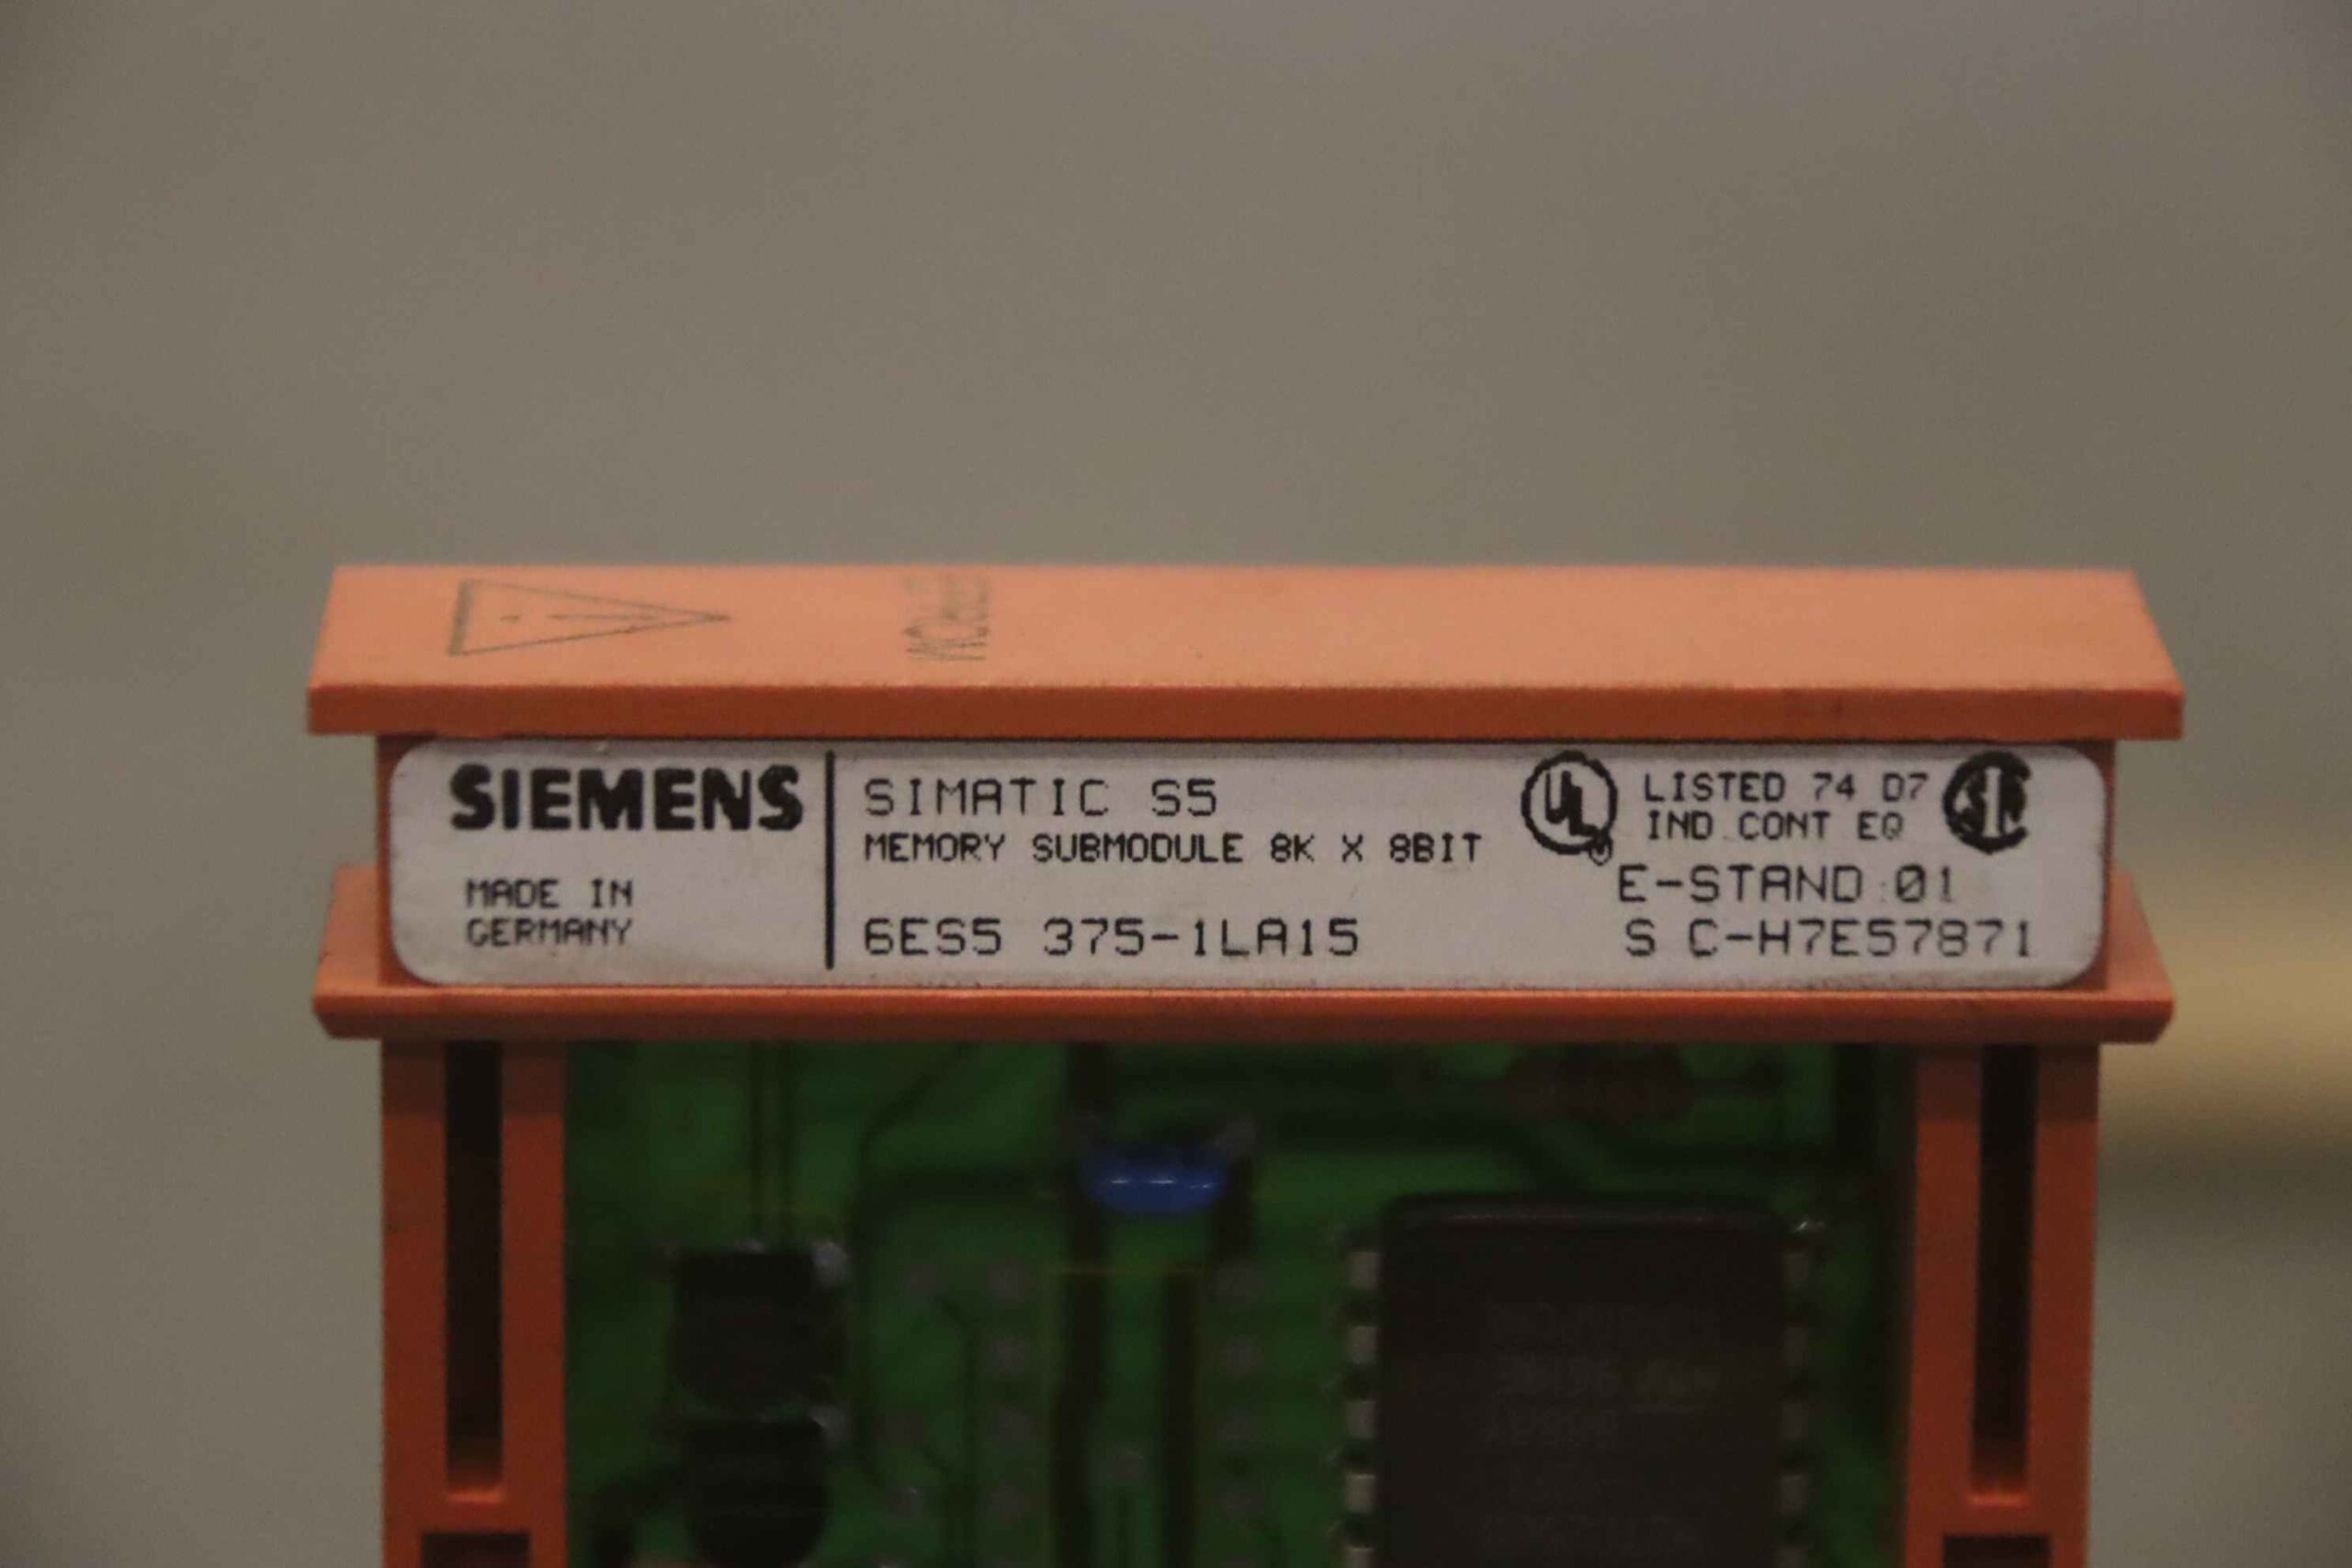 SIEMENS
MADE IN
GERMANY
SIMATIC S5
MEMORY SUBMODULE 8K X 8BIT
6ES5 375-1LA15
UL
LISTED 74 D7
IND CONT EQ
E-STAND 01
S C-H7E57871